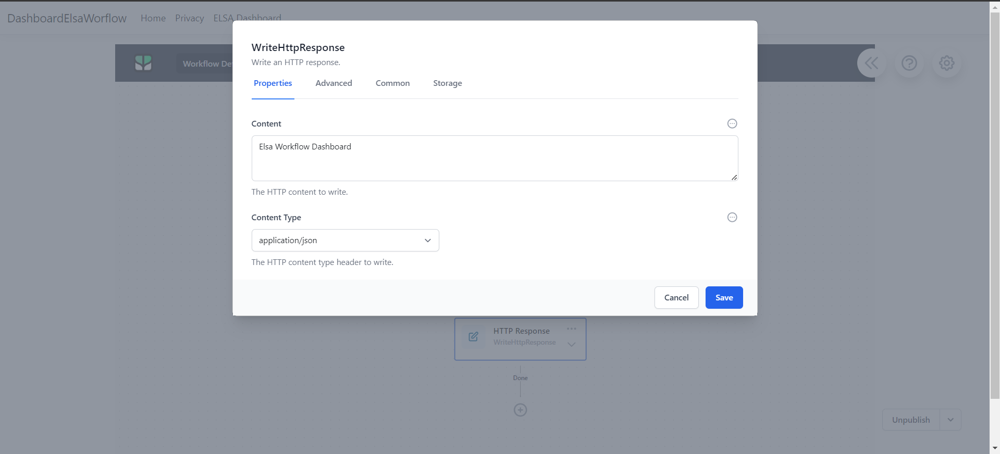 DashboardElsaWorflow Home Privacy ELSA Dashboard
Workflow De
WriteHttpResponse
Write an HTTP response.
Properties Advanced Common Storage
Content
Elsa Workflow Dashboard
The HTTP content to write.
Content Type
application/json
The HTTP content type header to write.
Cancel Save
HTTP Response
WriteHttpResponse
Done
Unpublish